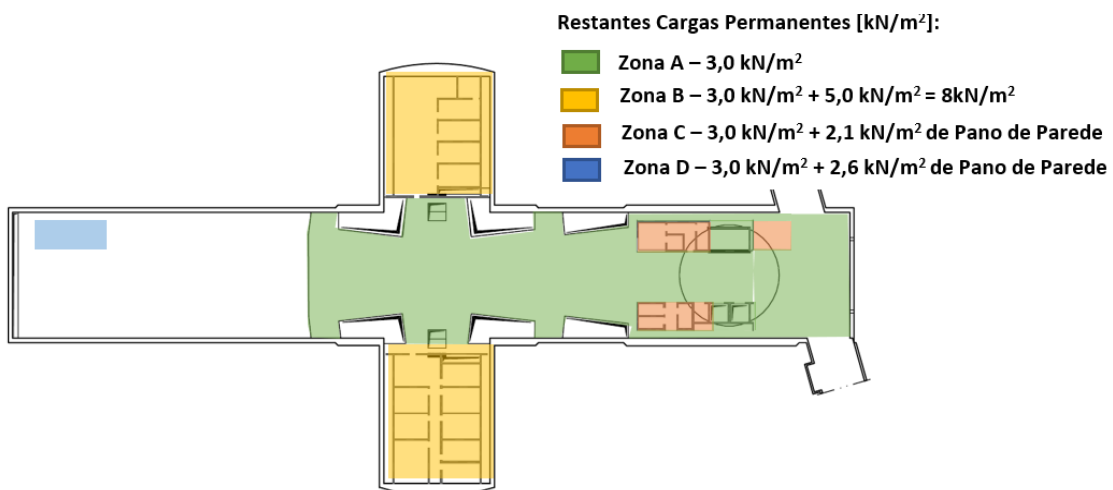 Restantes Cargas Permanentes [kN/m²]:
Zona A – 3,0 kN/m²
Zona B – 3,0 kN/m² + 5,0 kN/m² = 8kN/m²
Zona C – 3,0 kN/m² + 2,1 kN/m² de Pano de Parede
Zona D – 3,0 kN/m² + 2,6 kN/m² de Pano de Parede